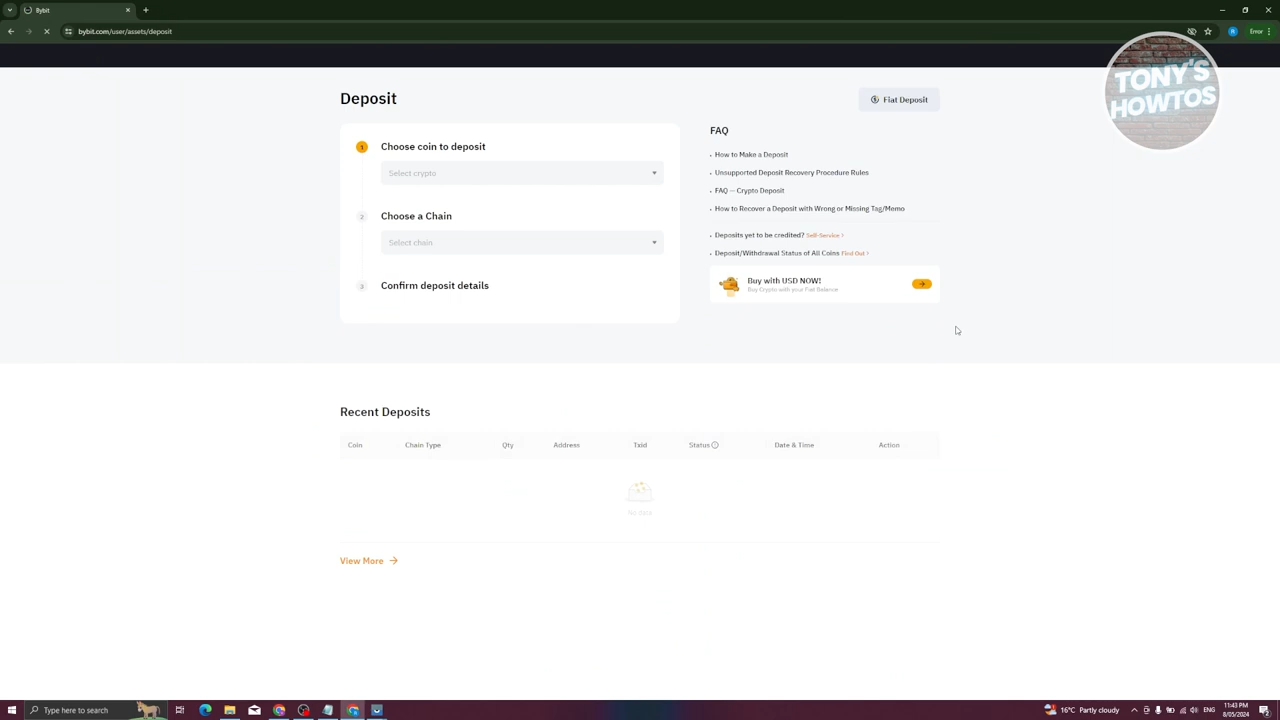 Bybit
bybit.com/user/assets/deposit
Error
TONY'S
HOWTOS
Deposit
Fiat Deposit
1
Choose coin to deposit
Select crypto
2
Choose a Chain
Select chain
3
Confirm deposit details
FAQ
How to Make a Deposit
Unsupported Deposit Recovery Procedure Rules
FAQ — Crypto Deposit
How to Recover a Deposit with Wrong or Missing Tag/Memo
Deposits yet to be credited? Self-Service >
Deposit/Withdrawal Status of All Coins Find Out >
Buy with USD NOW!
Buy Crypto with your Fiat Balance
Recent Deposits
Coin Chain Type Qty Address Txid Status Date & Time Action
No data
View More
Type here to search
16°C Partly cloudy
ENG
11:43 PM
8/05/2024